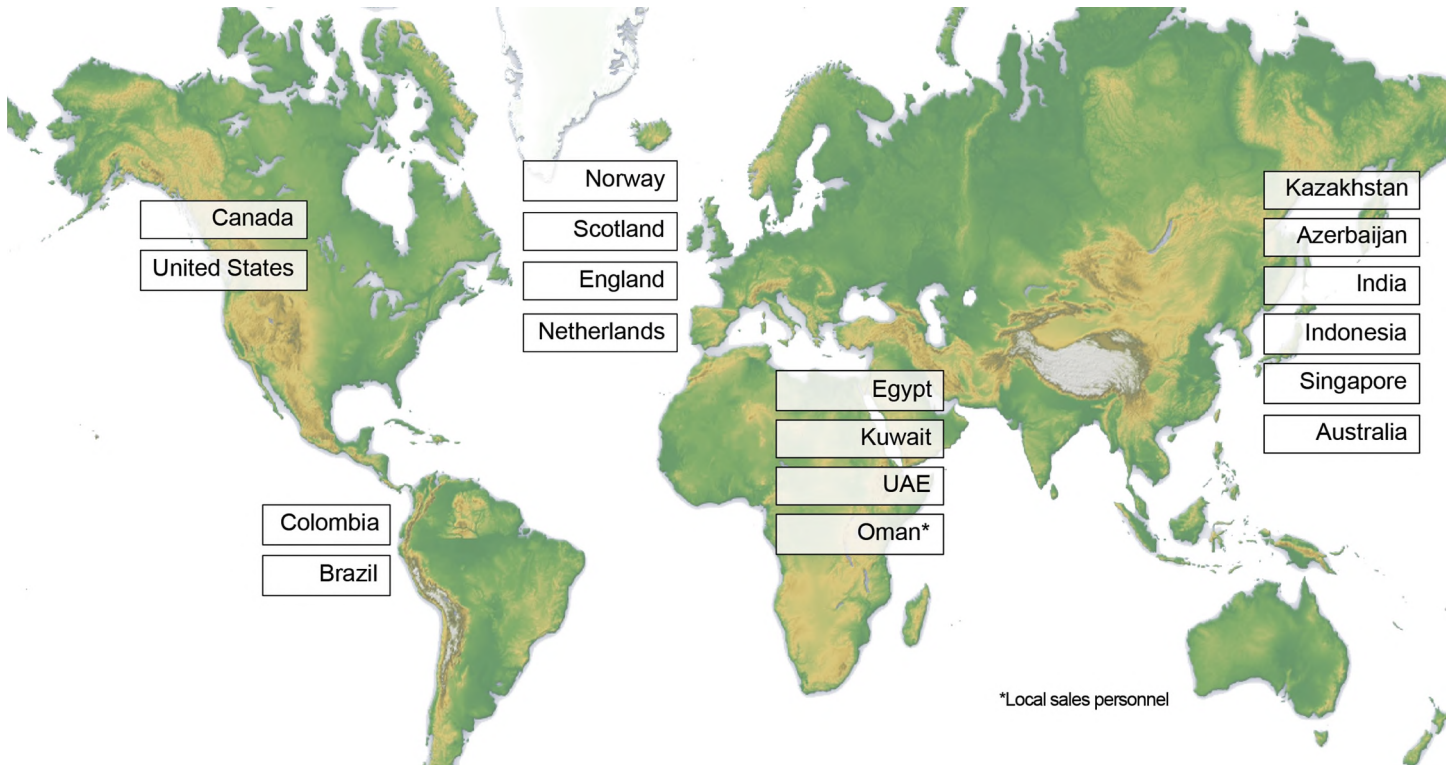 Canada
United States
Colombia
Brazil
Norway
Scotland
England
Netherlands
Egypt
Kuwait
UAE
Oman*
Kazakhstan
Azerbaijan
India
Indonesia
Singapore
Australia
*Local sales personnel